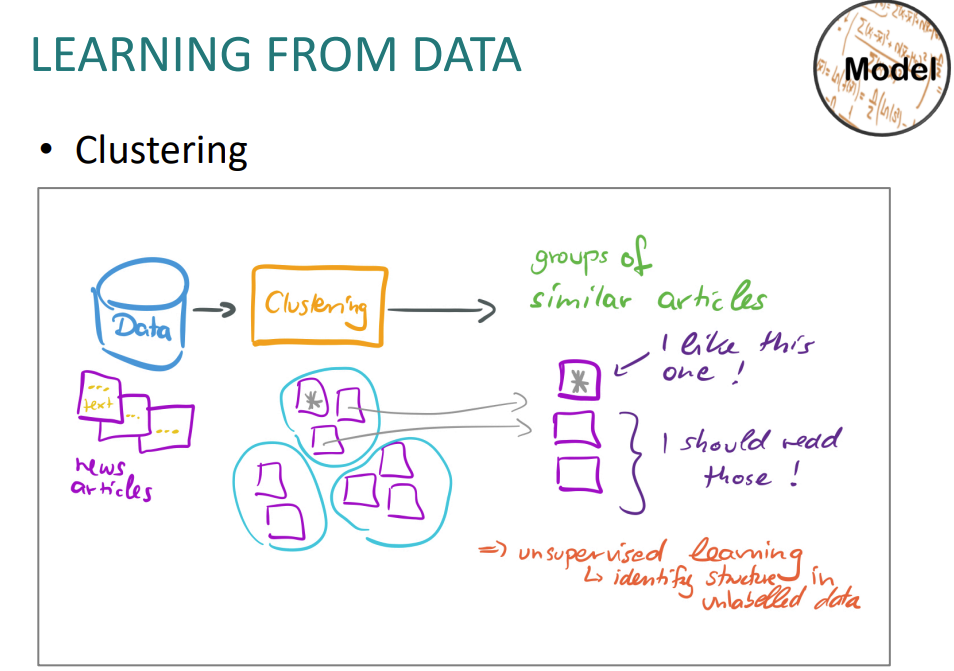 LEARNING FROM DATA
Model
• Clustering
groups of
similar articles
Data
Clustering
I like this
one!
...
text
...
...
I should read
those!
news
articles
=> unsupervised learning
↳ identify structure in
unlabelled data